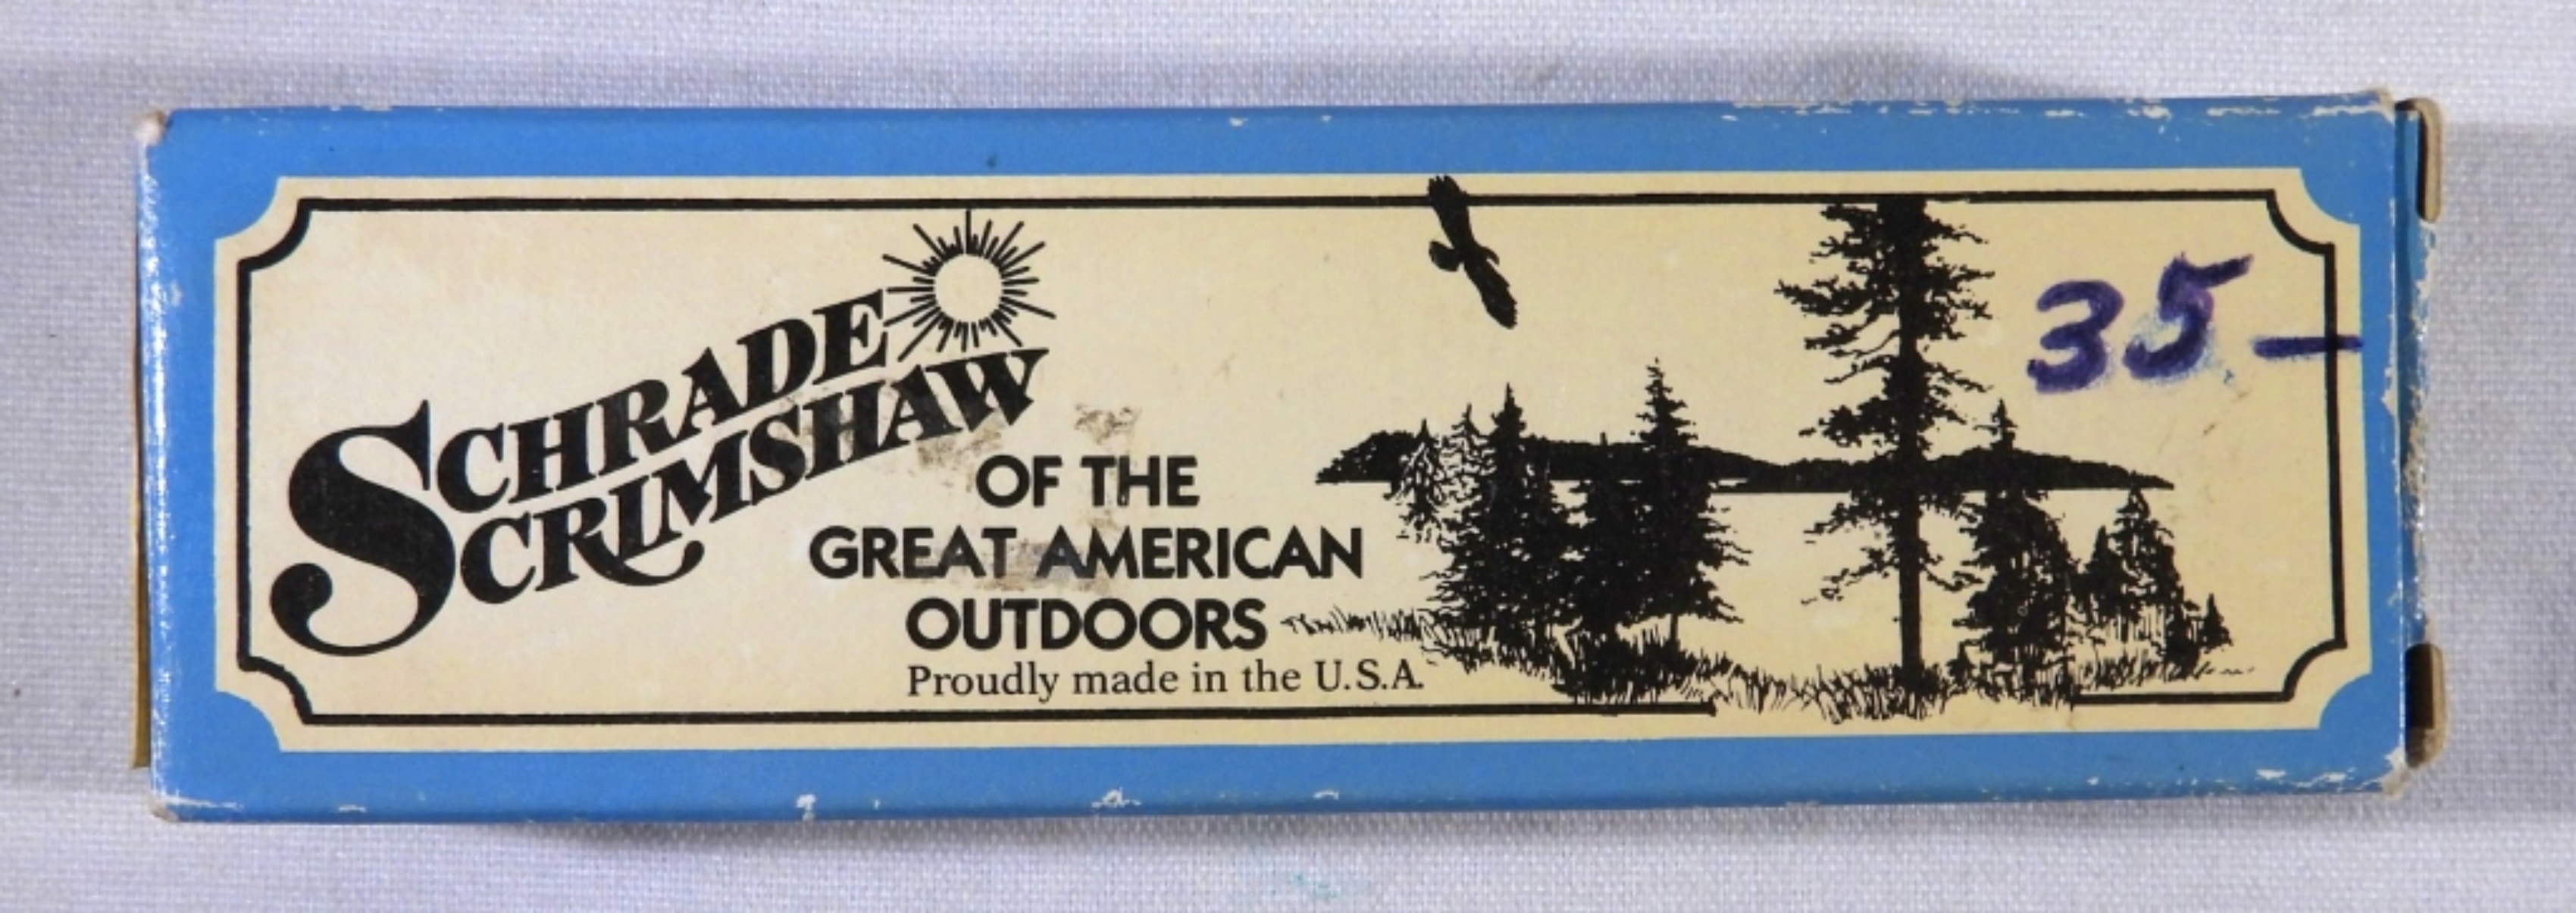 SCHRADE
SCRIMSHAW
OF THE
GREAT AMERICAN
OUTDOORS
Proudly made in the U.S.A.
35-